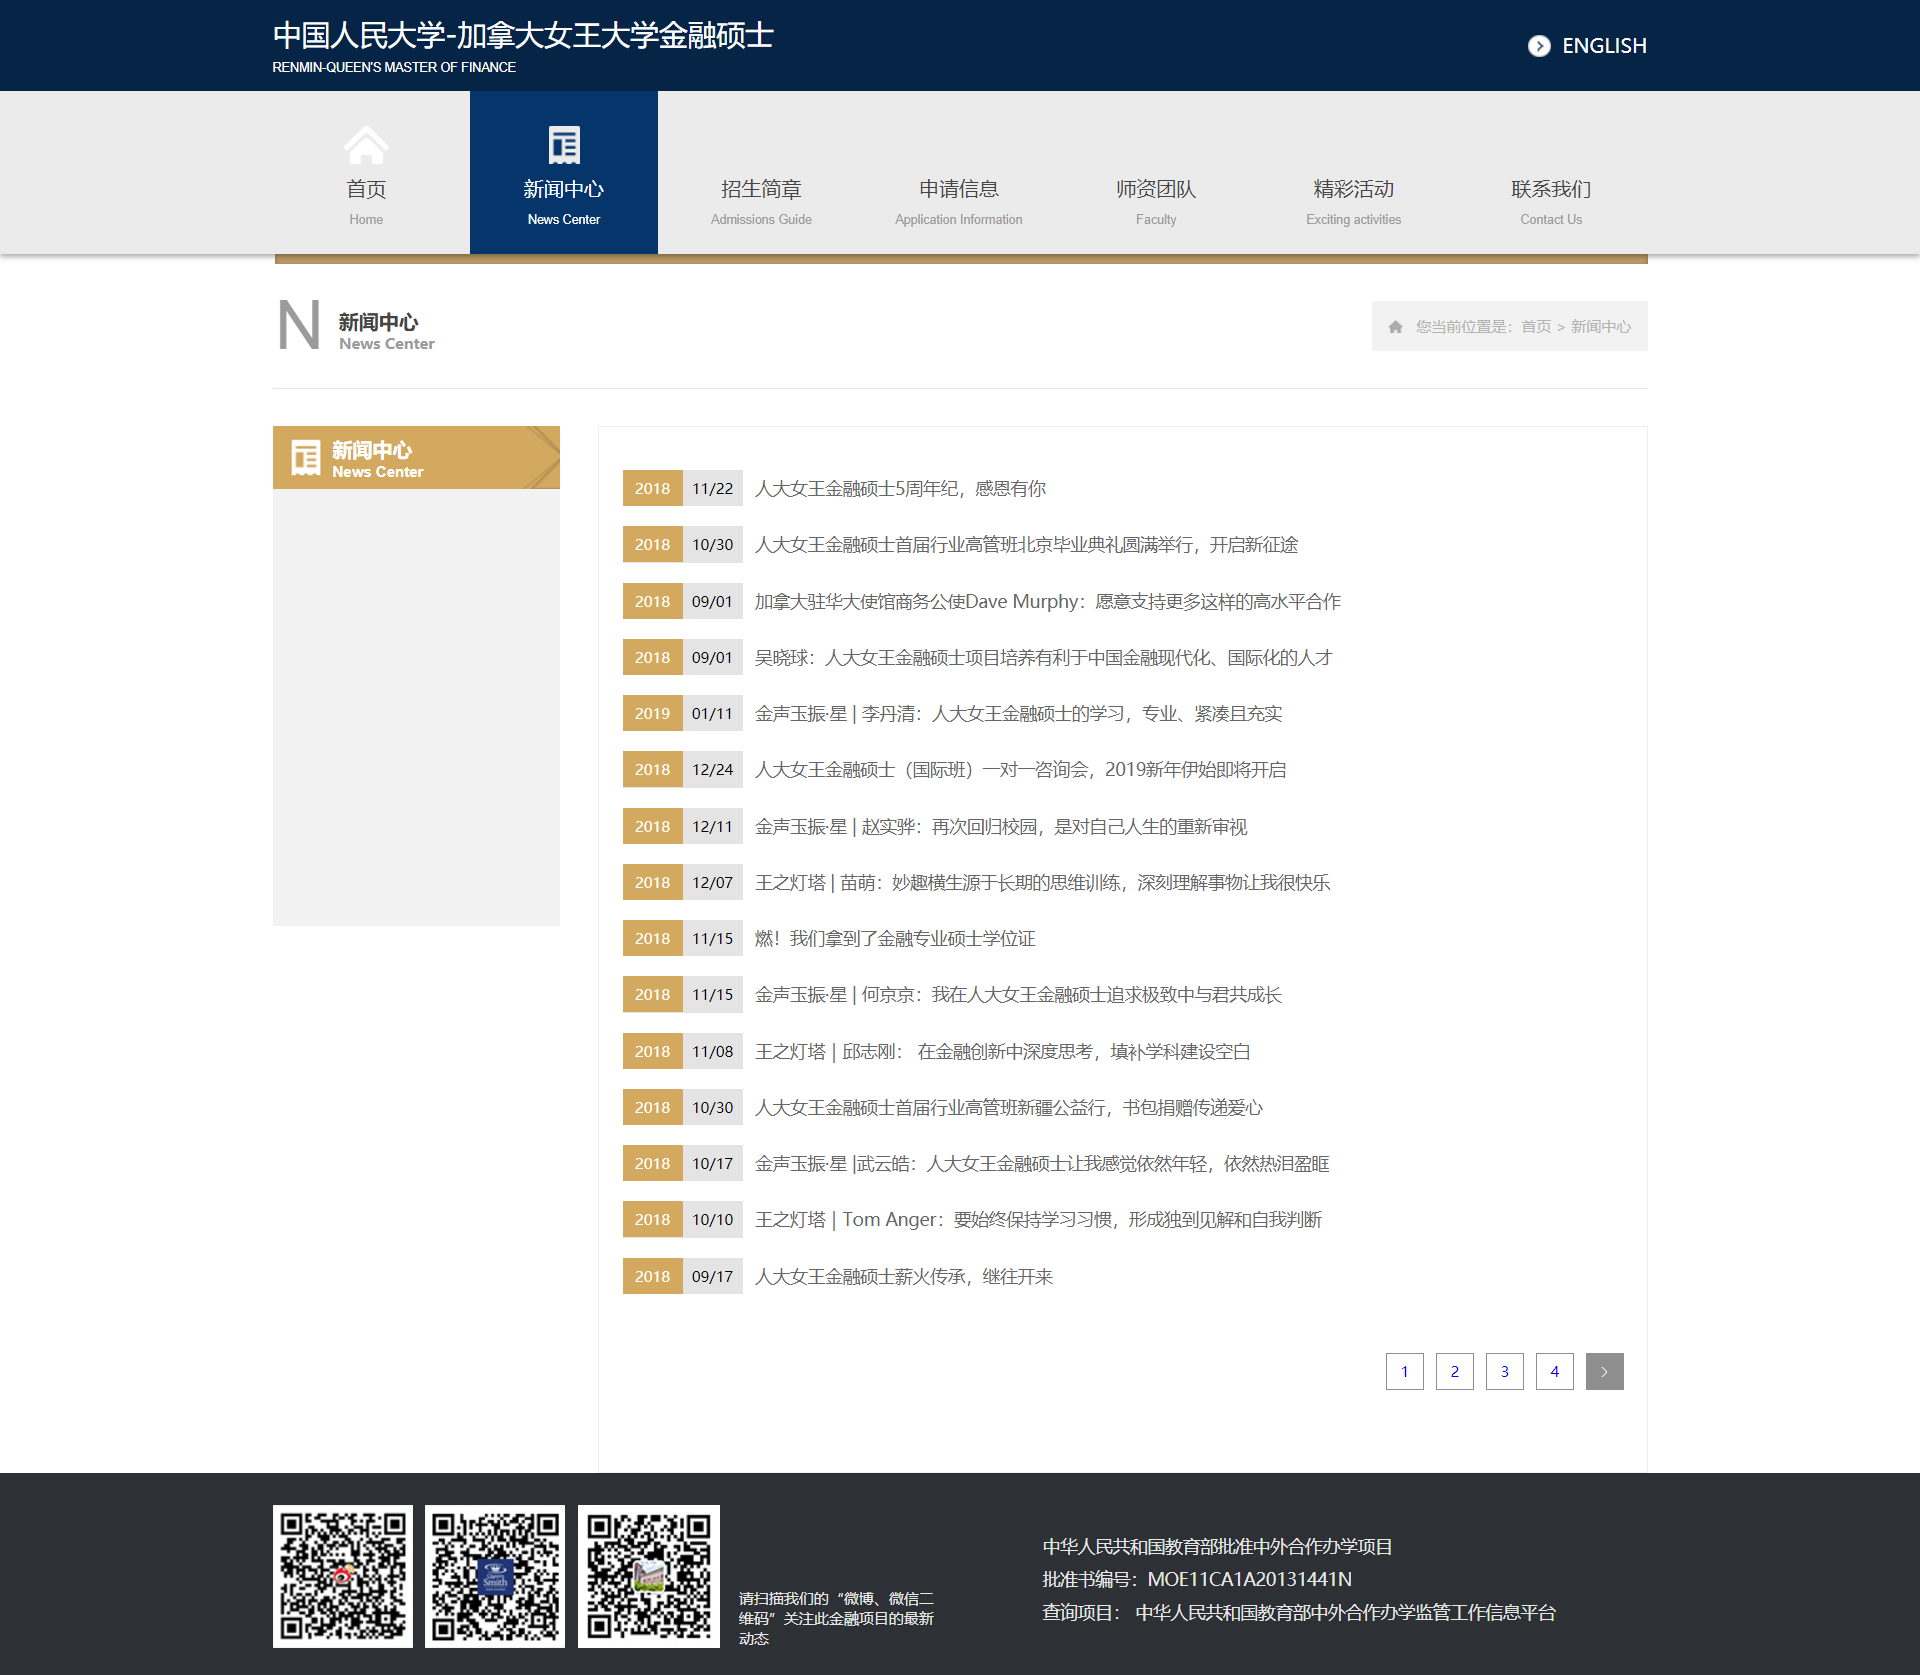 中国人民大学-加拿大女王大学金融硕士
RENMIN-QUEEN'S MASTER OF FINANCE
ENGLISH
首页
Home
新闻中心
News Center
招生简章
Admissions Guide
申请信息
Application Information
师资团队
Faculty
精彩活动
Exciting activities
联系我们
Contact Us
N 新闻中心
News Center
您当前位置是：首页 > 新闻中心
新闻中心
News Center
2018 11/22 人大女王金融硕士5周年纪，感恩有你
2018 10/30 人大女王金融硕士首届行业高管班北京毕业典礼圆满举行，开启新征途
2018 09/01 加拿大驻华大使馆商务公使Dave Murphy：愿意支持更多这样的高水平合作
2018 09/01 吴晓球：人大女王金融硕士项目培养有利于中国金融现代化、国际化的人才
2019 01/11 金声玉振·星 | 李丹清：人大女王金融硕士的学习，专业、紧凑且充实
2018 12/24 人大女王金融硕士（国际班）一对一咨询会，2019新年伊始即将开启
2018 12/11 金声玉振·星 | 赵实骅：再次回归校园，是对自己人生的重新审视
2018 12/07 王之灯塔 | 苗萌：妙趣横生源于长期的思维训练，深刻理解事物让我很快乐
2018 11/15 燃！我们拿到了金融专业硕士学位证
2018 11/15 金声玉振·星 | 何京京：我在人大女王金融硕士追求极致中与君共成长
2018 11/08 王之灯塔 | 邱志刚： 在金融创新中深度思考，填补学科建设空白
2018 10/30 人大女王金融硕士首届行业高管班新疆公益行，书包捐赠传递爱心
2018 10/17 金声玉振·星 |武云皓：人大女王金融硕士让我感觉依然年轻，依然热泪盈眶
2018 10/10 王之灯塔 | Tom Anger：要始终保持学习习惯，形成独到见解和自我判断
2018 09/17 人大女王金融硕士薪火传承，继往开来
1 2 3 4 >
Smith
请扫描我们的“微博、微信二
维码”关注此金融项目的最新
动态
中华人民共和国教育部批准中外合作办学项目
批准书编号：MOE11CA1A20131441N
查询项目： 中华人民共和国教育部中外合作办学监管工作信息平台